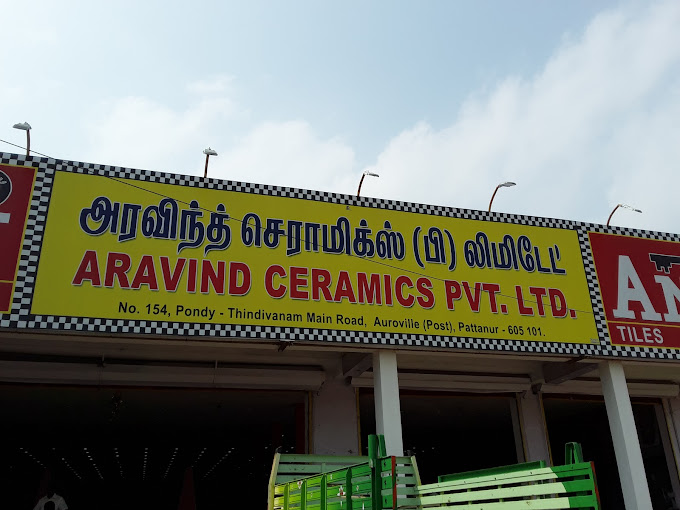 அரவிந்த் செராமிக்ஸ் (பி) லிமிடேட்
ARAVIND CERAMICS PVT. LTD.
No. 154, Pondy - Thindivanam Main Road, Auroville (Post), Pattanur - 605 101.
TILES